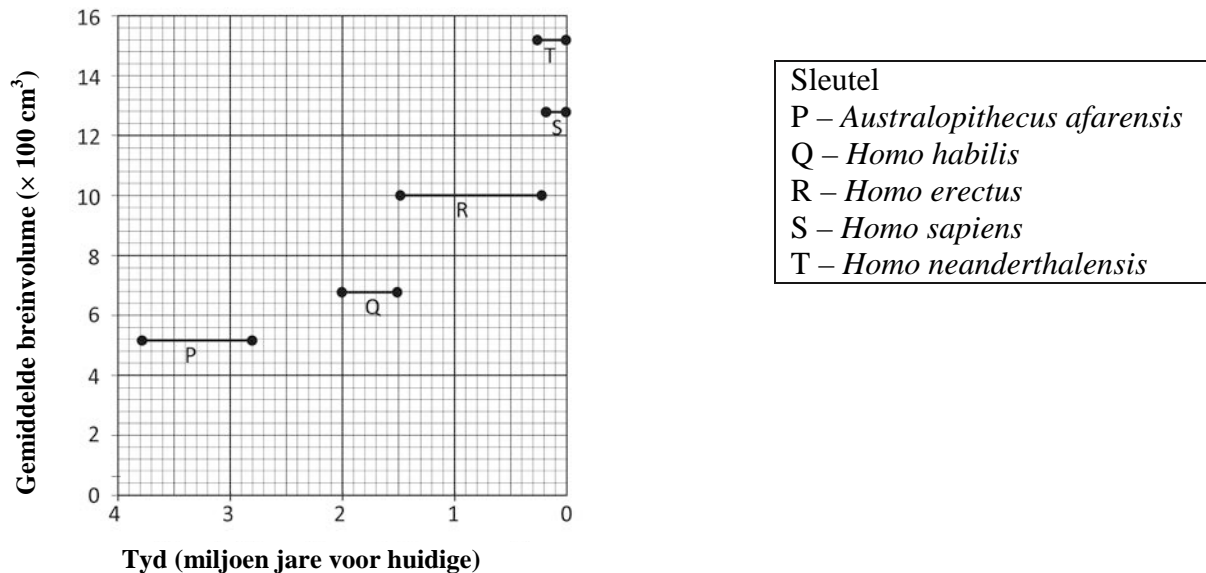 Gemiddelde breinvolume (× 100 cm³)
16
14
12
10
8
6
4
2
0
T
S
R
Q
P
4 3 2 1 0
Tyd (miljoen jare voor huidige)
Sleutel
P – Australopithecus afarensis
Q – Homo habilis
R – Homo erectus
S – Homo sapiens
T – Homo neanderthalensis